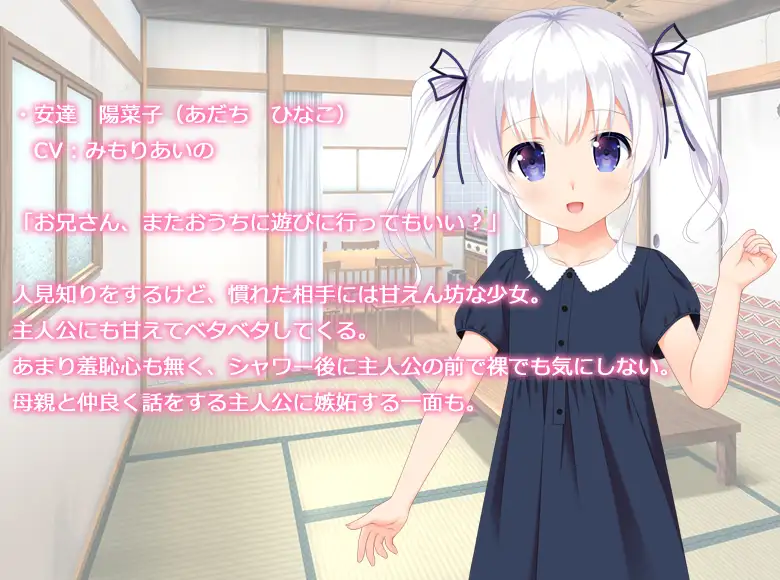 ・安達　陽菜子（あだち　ひなこ）
CV：みもりあいの
「お兄さん、またおうちに遊びに行ってもいい？」
人見知りをするけど、慣れた相手には甘えん坊な少女。
主人公にも甘えてベタベタしてくる。
あまり羞恥心も無く、シャワー後に主人公の前で裸でも気にしない。
母親と仲良く話をする主人公に嫉妬する一面も。